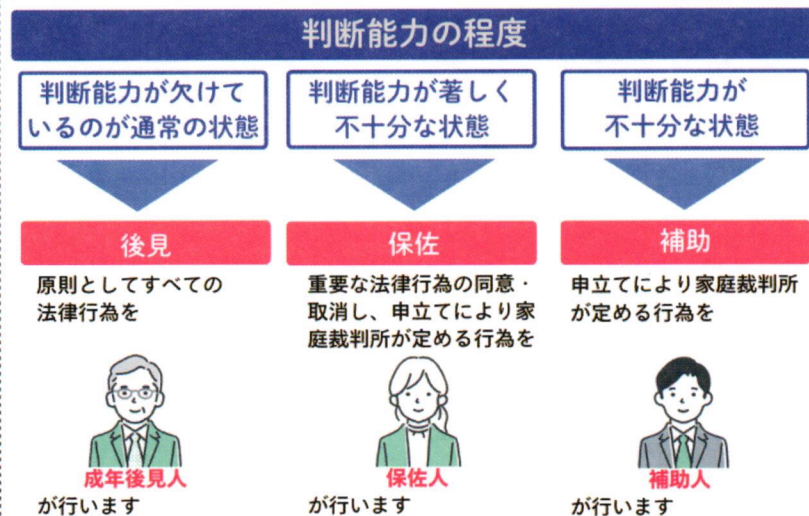 判断能力の程度
判断能力が欠けて
いるのが通常の状態
後見
原則としてすべての
法律行為を
成年後見人
が行います
判断能力が著しく
不十分な状態
保佐
重要な法律行為の同意・
取消し、申立てにより家
庭裁判所が定める行為を
保佐人
が行います
判断能力が
不十分な状態
補助
申立てにより家庭裁判所
が定める行為を
補助人
が行います